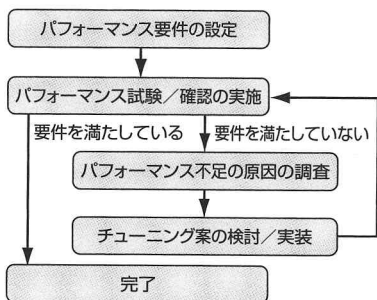 パフォーマンス要件の設定
パフォーマンス試験／確認の実施
要件を満たしている
要件を満たしていない
パフォーマンス不足の原因の調査
チューニング案の検討／実装
完了